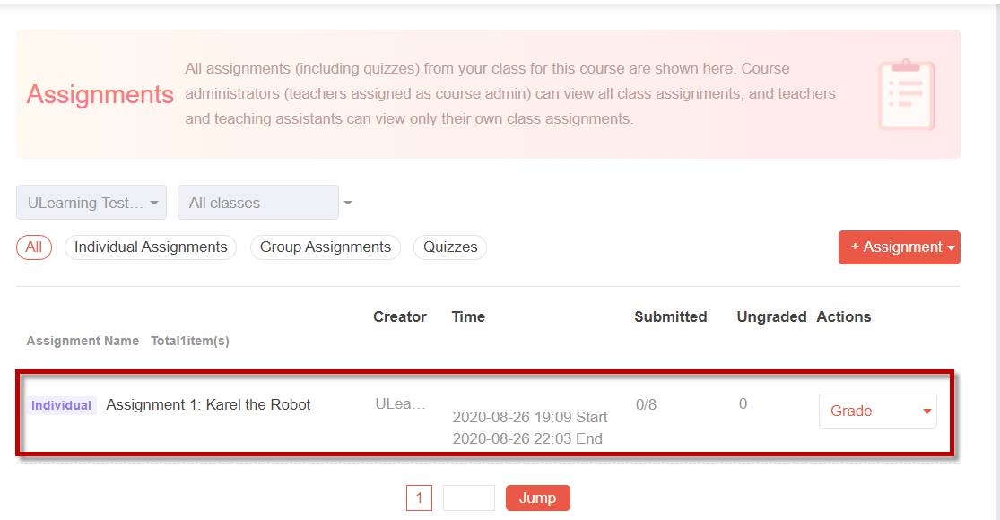 Assignments
All assignments (including quizzes) from your class for this course are shown here. Course
administrators (teachers assigned as course admin) can view all class assignments, and teachers
and teaching assistants can view only their own class assignments.
ULearning Test... All classes
All Individual Assignments Group Assignments Quizzes + Assignment
Creator Time Submitted Ungraded Actions
Assignment Name Total1item(s)
Individual Assignment 1: Karel the Robot ULea... 0/8 0 Grade
2020-08-26 19:09 Start
2020-08-26 22:03 End
1 Jump